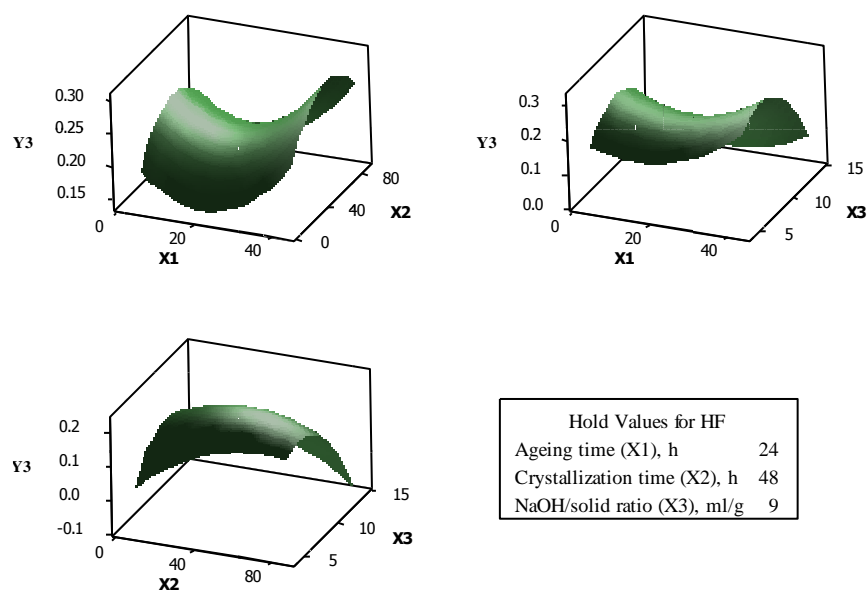 0.30
0.25
Y3
0.20
0.15
0
20
X1
40
0
40
X2
80
0.3
Y3
0.2
0.1
0.0
0
20
X1
40
5
10
X3
15
0.2
Y3
0.1
0.0
-0.1
0
40
X2
80
5
10
X3
15
Hold Values for HF
Ageing time (X1), h 24
Crystallization time (X2), h 48
NaOH/solid ratio (X3), ml/g 9